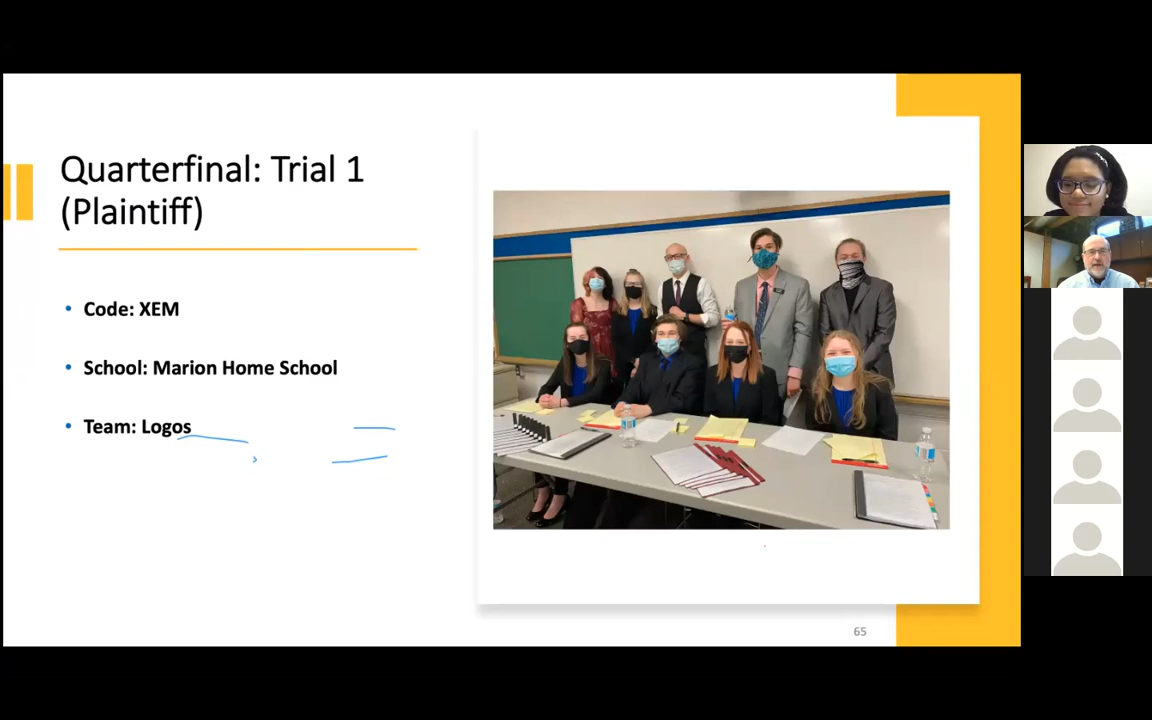 Quarterfinal: Trial 1
(Plaintiff)
• Code: XEM
• School: Marion Home School
• Team: Logos
65